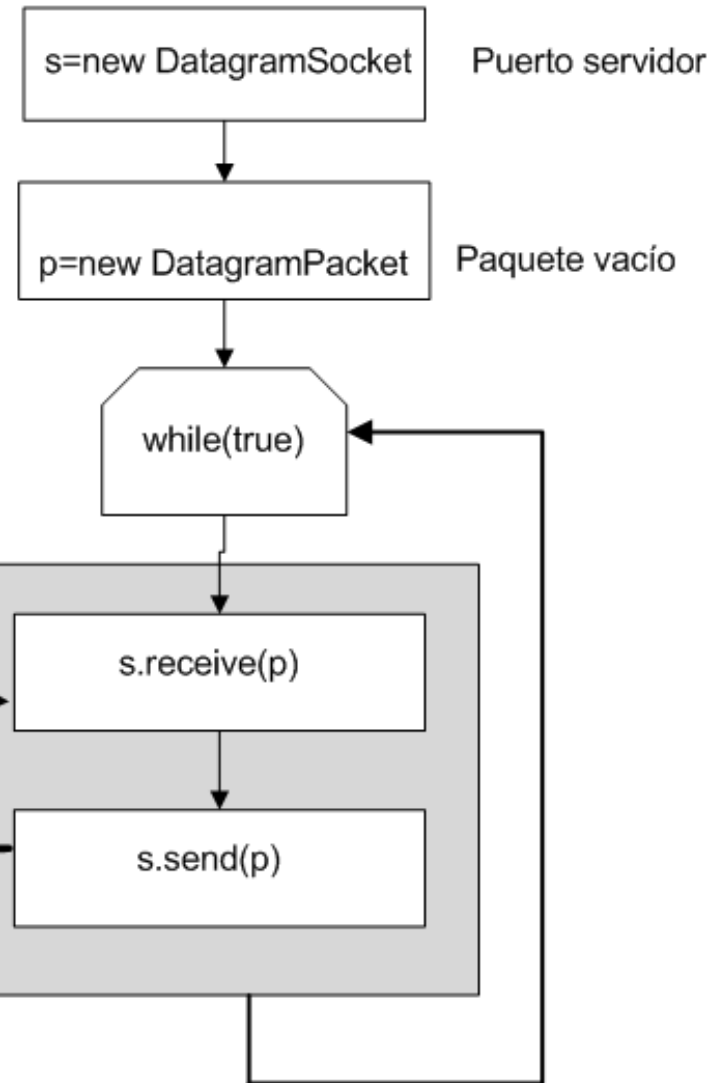 s=new DatagramSocket
Puerto servidor
p=new DatagramPacket
Paquete vacío
while(true)
s.receive(p)
s.send(p)